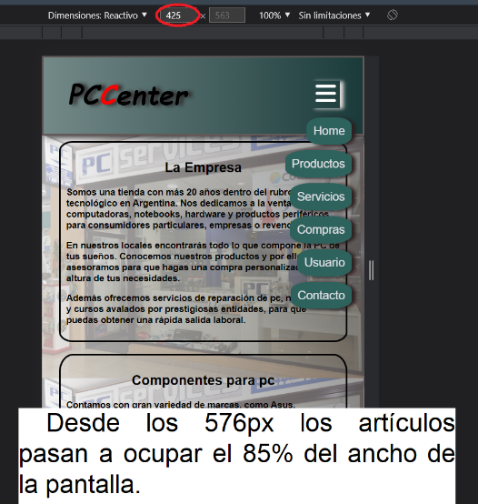 Dimensiones: Reactivo ▼ 425 × 563 100% ▼ Sin limitaciones ▼
PCCenter
Home
Productos
Servicios
Compras
Usuario
Contacto
PC SERVICES
La Empresa
Somos una tienda con más 20 años dentro del rubro
tecnológico en Argentina. Nos dedicamos a la venta
computadoras, notebooks, hardware y productos periféricos
para consumidores particulares, empresas o
En nuestros locales encontrarás todo lo que compone la PC de
tus sueños. Conocemos nuestros productos y por
asesoramos para que hagas una compra
altura de tus necesidades.
Además ofrecemos servicios de reparación de pc,
y cursos avalados por prestigiosas entidades, para que
puedas obtener una rápida salida laboral.
Componentes para pc
Contamos con gran variedad de marcas, como Asus,
Desde los 576px los artículos
pasan a ocupar el 85% del ancho de
la pantalla.